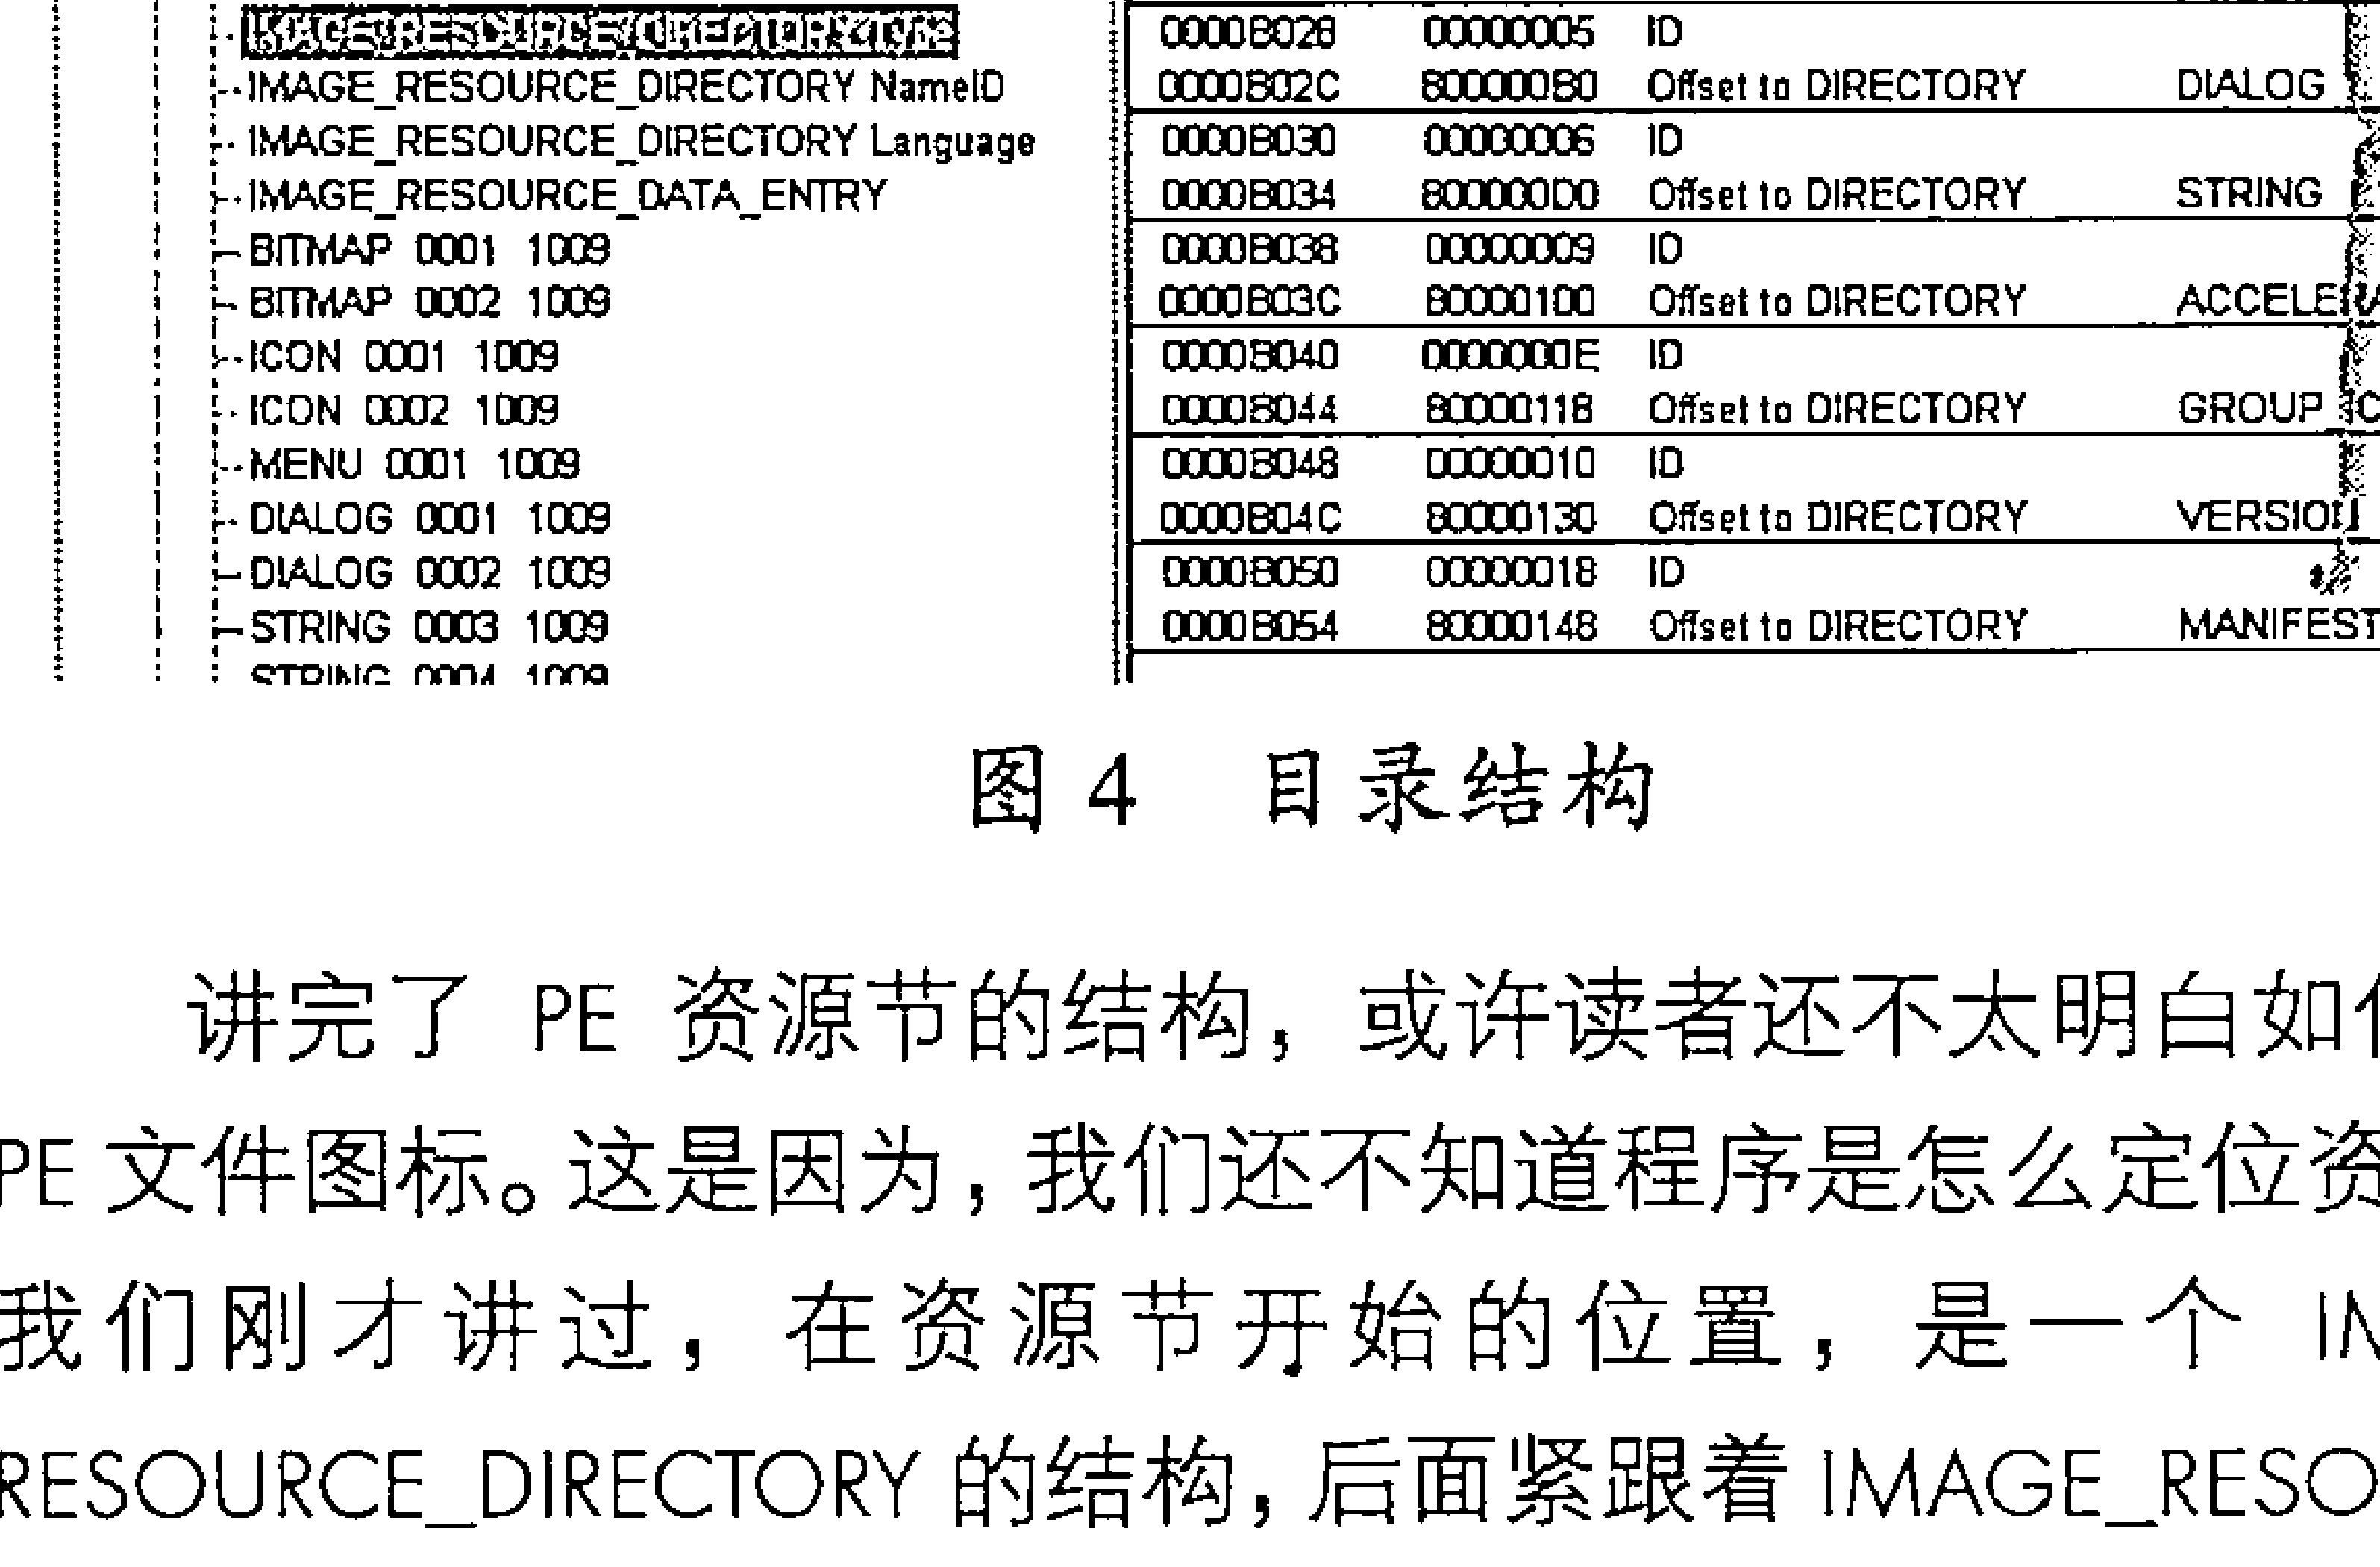 IMAGE_RESOURCE_DIRECTORY Type
IMAGE_RESOURCE_DIRECTORY NameID
IMAGE_RESOURCE_DIRECTORY Language
IMAGE_RESOURCE_DATA_ENTRY
BITMAP 0001 1009
BITMAP 0002 1009
ICON 0001 1009
ICON 0002 1009
MENU 0001 1009
DIALOG 0001 1009
DIALOG 0002 1009
STRING 0003 1009
STRING 0004 1009
0000B028 00000005 ID
0000B02C 800000B0 Offset to DIRECTORY DIALOG
0000B030 00000006 ID
0000B034 800000D0 Offset to DIRECTORY STRING
0000B038 00000009 ID
0000B03C 80000100 Offset to DIRECTORY
0000B040 0000000E ID
0000B044 80000118 Offset to DIRECTORY GROUP
0000B048 00000010 ID
0000B04C 80000130 Offset to DIRECTORY VERSION
0000B050 00000018 ID
0000B054 80000148 Offset to DIRECTORY MANIFEST
图 4 目录结构
讲完了 PE 资源节的结构，或许读者还不太明白如
PE 文件图标。这是因为，我们还不知道程序是怎么定位资
我们刚才讲过，在资源节开始的位置，是一个 IM
RESOURCE_DIRECTORY 的结构，后面紧跟着 IMAGE_RESO